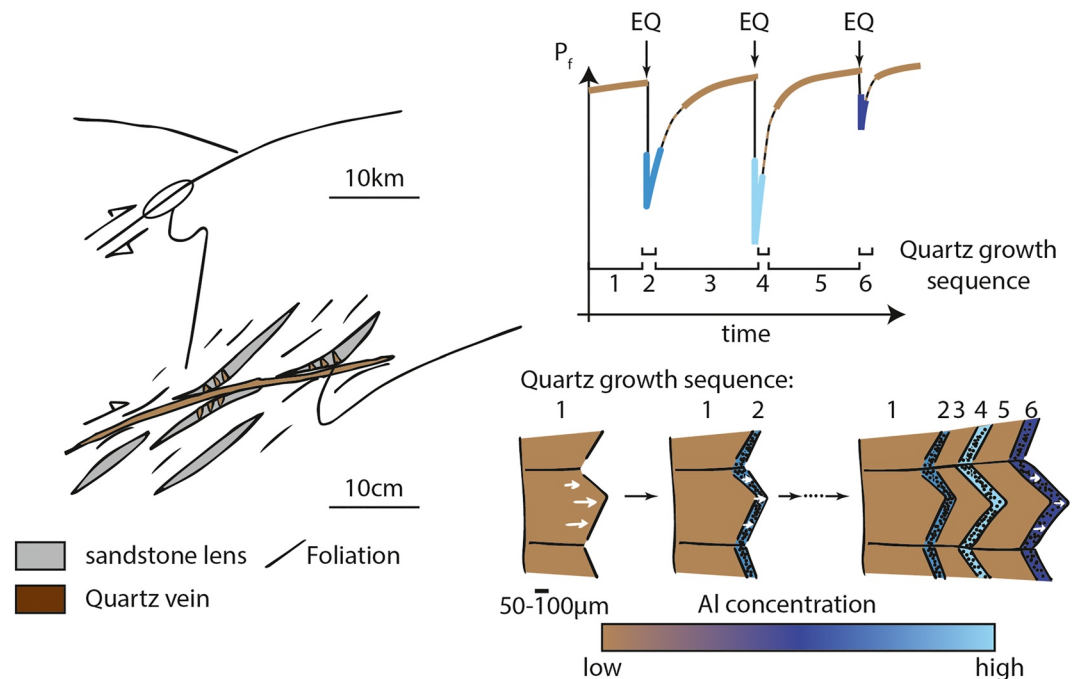 EQ EQ EQ
Pf
10km
Quartz growth
sequence
1 2 3 4 5 6
time
Quartz growth sequence:
1 1 2 1 2 3 4 5 6
10cm
sandstone lens
Foliation
Quartz vein
50-100µm
Al concentration
low high